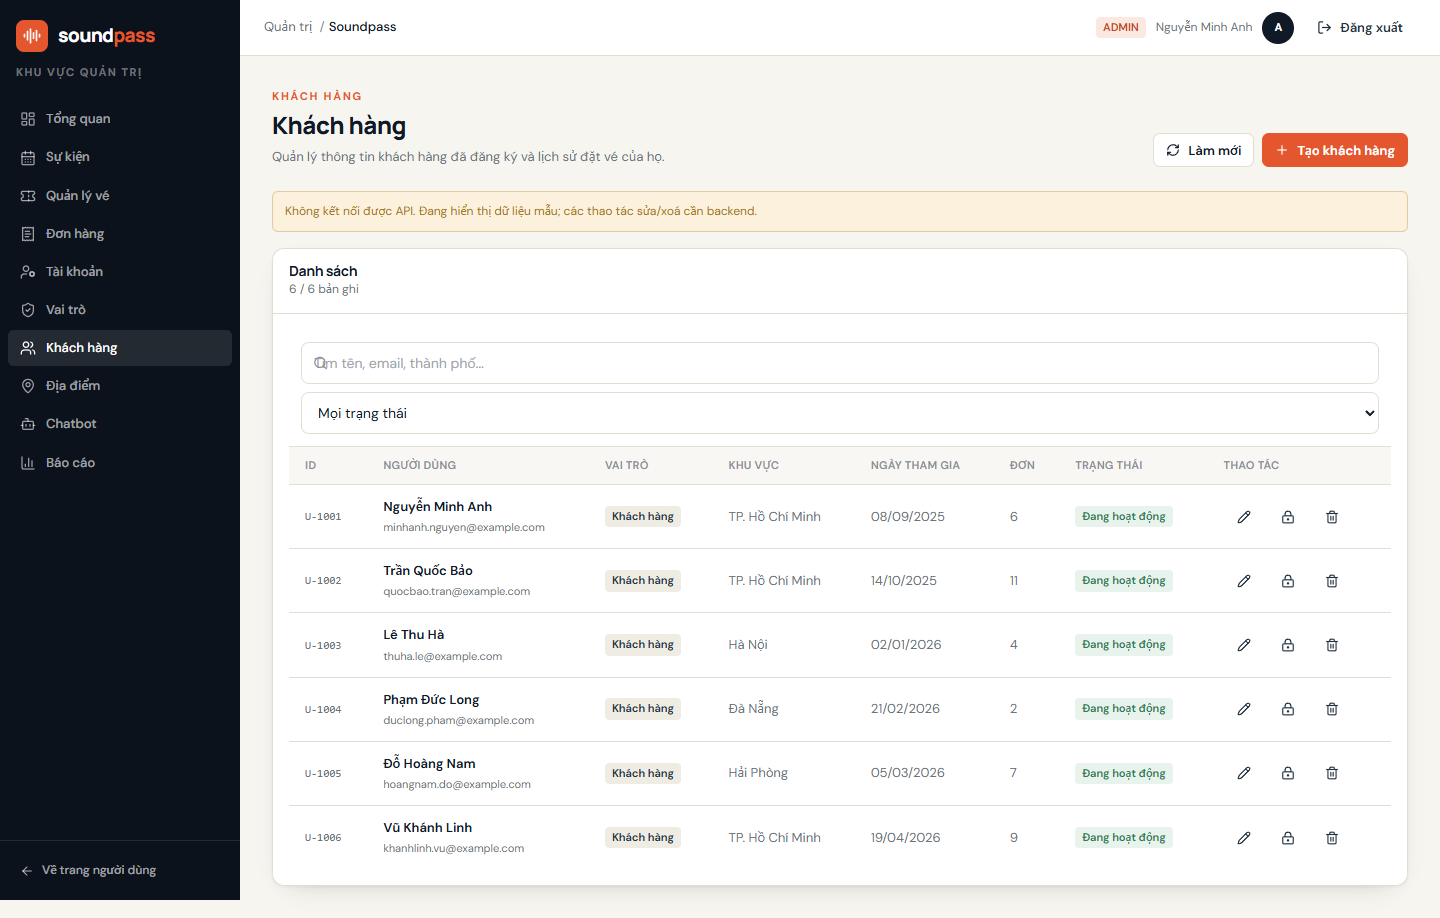 soundpass
KHU VỰC QUẢN TRỊ
Tổng quan
Sự kiện
Quản lý vé
Đơn hàng
Tài khoản
Vai trò
Khách hàng
Địa điểm
Chatbot
Báo cáo
Về trang người dùng
Quản trị / Soundpass
ADMIN Nguyễn Minh Anh A Đăng xuất
KHÁCH HÀNG
Khách hàng
Quản lý thông tin khách hàng đã đăng ký và lịch sử đặt vé của họ.
Làm mới
Tạo khách hàng
Không kết nối được API. Đang hiển thị dữ liệu mẫu; các thao tác sửa/xoá cần backend.
Danh sách
6 / 6 bản ghi
Tìm tên, email, thành phố...
Mọi trạng thái
ID NGƯỜI DÙNG VAI TRÒ KHU VỰC NGÀY THAM GIA ĐƠN TRẠNG THÁI THAO TÁC
U-1001 Nguyễn Minh Anh Khách hàng TP. Hồ Chí Minh 08/09/2025 6 Đang hoạt động
minhanh.nguyen@example.com
U-1002 Trần Quốc Bảo Khách hàng TP. Hồ Chí Minh 14/10/2025 11 Đang hoạt động
quocbao.tran@example.com
U-1003 Lê Thu Hà Khách hàng Hà Nội 02/01/2026 4 Đang hoạt động
thuha.le@example.com
U-1004 Phạm Đức Long Khách hàng Đà Nẵng 21/02/2026 2 Đang hoạt động
duclong.pham@example.com
U-1005 Đỗ Hoàng Nam Khách hàng Hải Phòng 05/03/2026 7 Đang hoạt động
hoangnam.do@example.com
U-1006 Vũ Khánh Linh Khách hàng TP. Hồ Chí Minh 19/04/2026 9 Đang hoạt động
khanhlinh.vu@example.com